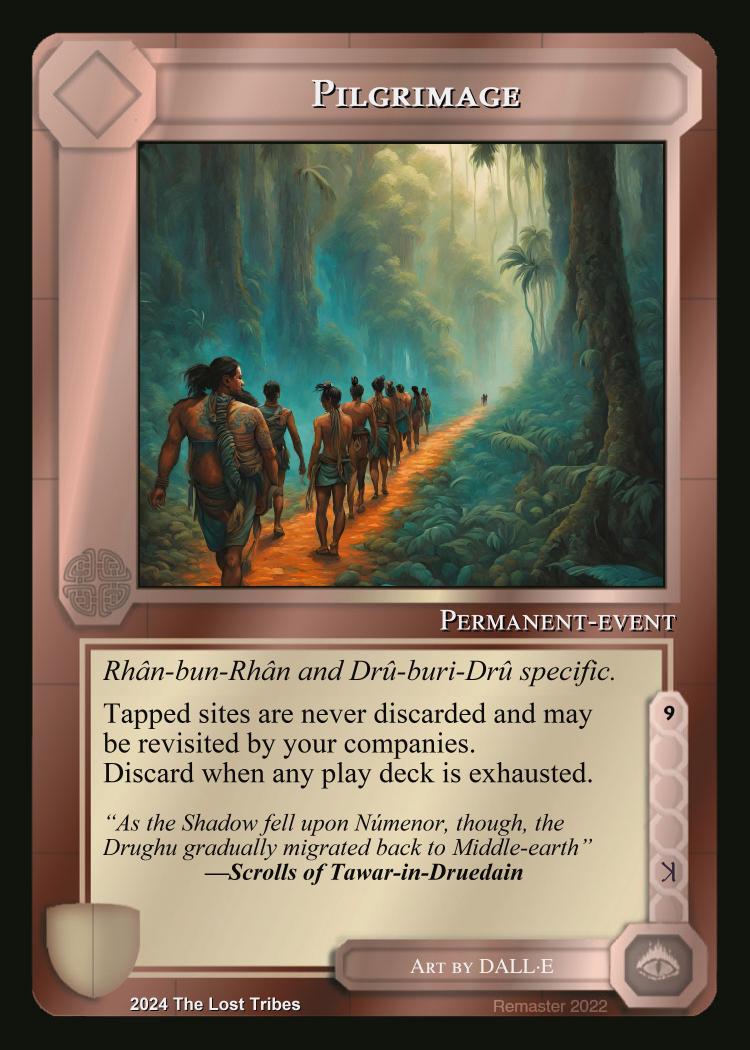 Pilgrimage
Permanent-event
Rhân-bun-Rhân and Drû-buri-Drû specific.
Tapped sites are never discarded and may
be revisited by your companies.
Discard when any play deck is exhausted.
9
“As the Shadow fell upon Númenor, though, the
Drughu gradually migrated back to Middle-earth”
—Scrolls of Tawar-in-Druedain
Art by DALL·E
2024 The Lost Tribes
Remaster 2022